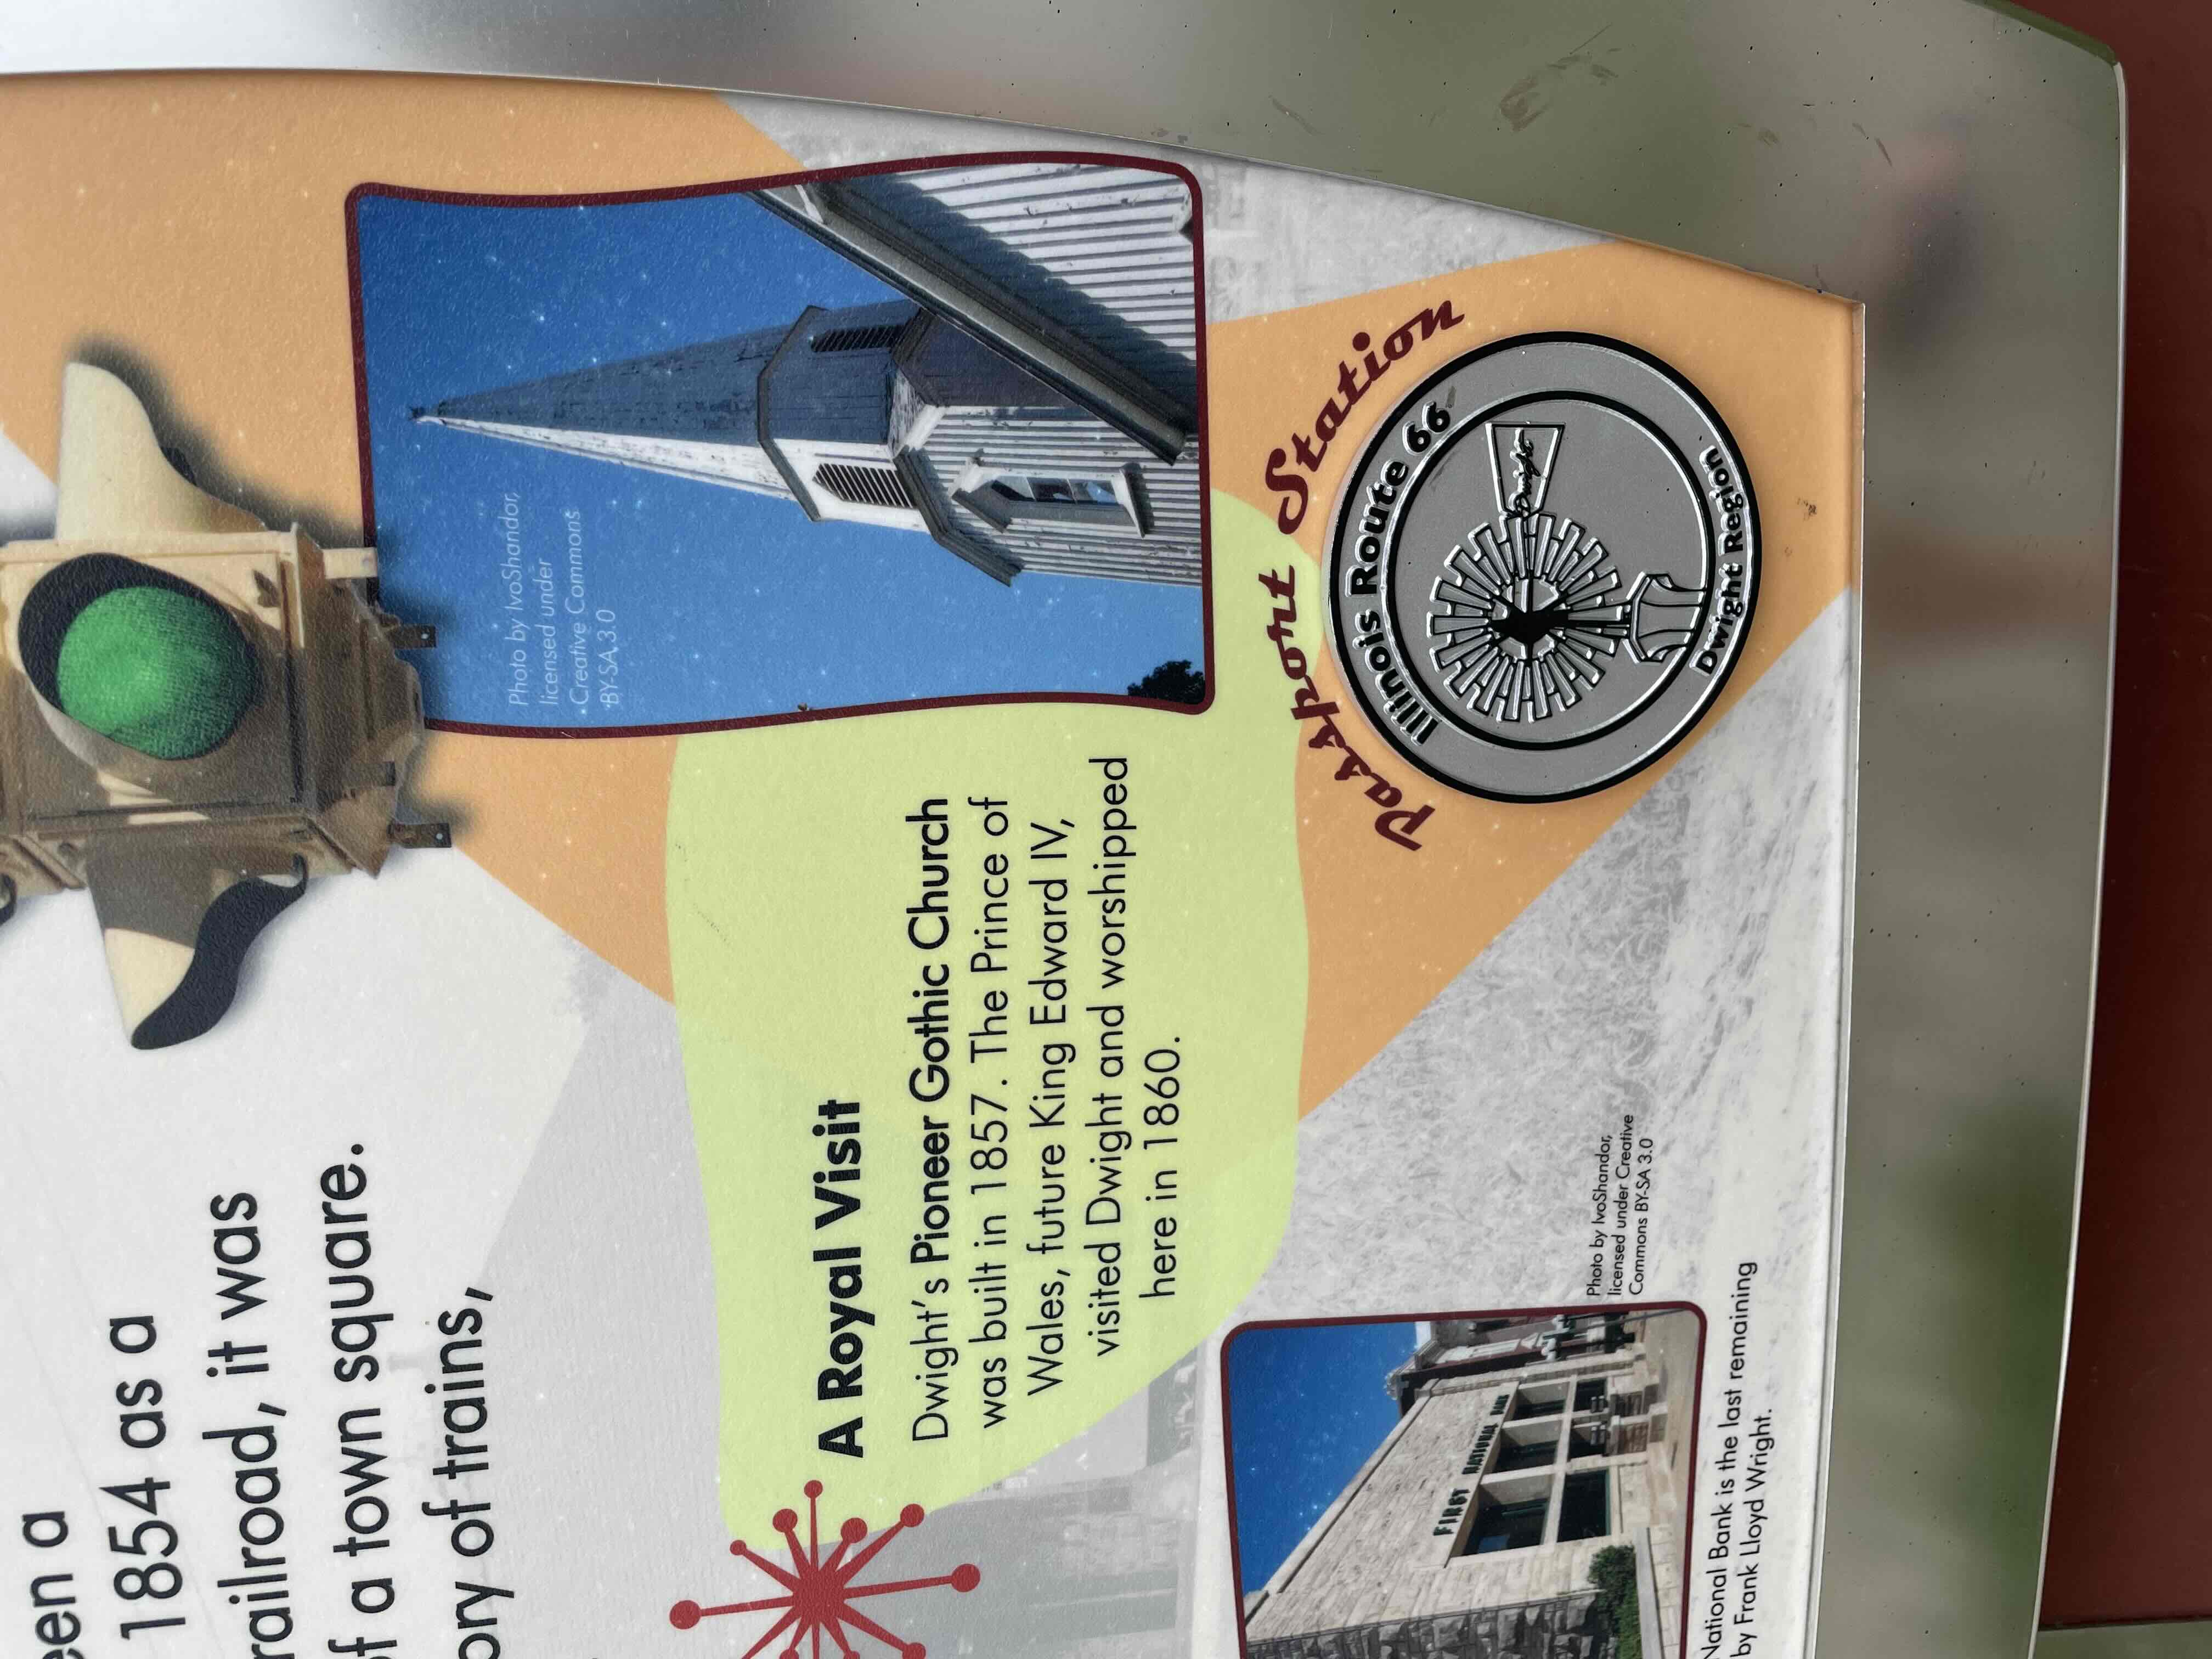 een a
1854 as a
railroad, it was
of a town square.
ory of trains,
Photo by IvoShandor,
licensed under
Creative Commons
BY-SA 3.0
A Royal Visit
Dwight's Pioneer Gothic Church
was built in 1857. The Prince of
Wales, future King Edward IV,
visited Dwight and worshipped
here in 1860.
Passport Station
Illinois Route 66
Dwight
Dwight Region
FIRST NATIONAL BANK
Photo by IvoShandor,
licensed under Creative
Commons BY-SA 3.0
National Bank is the last remaining
by Frank Lloyd Wright.